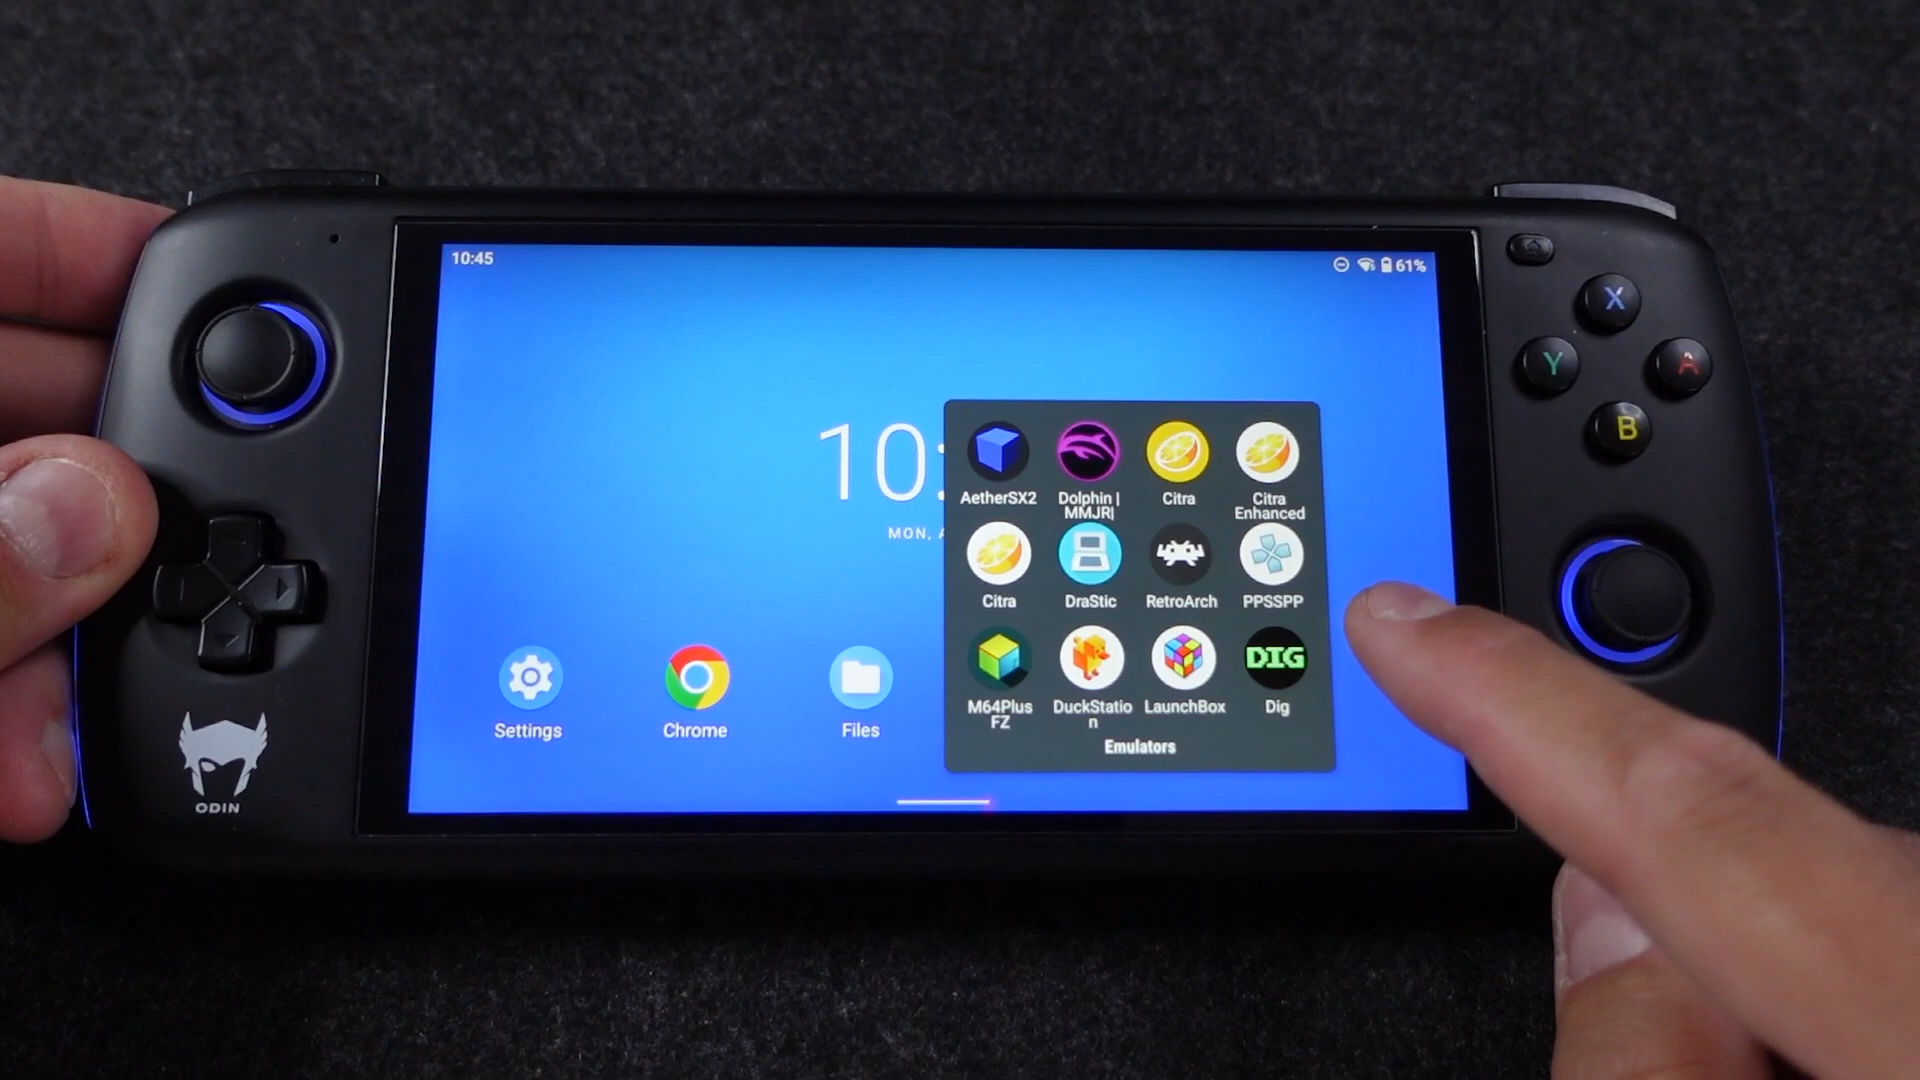 10:45
61%
X
Y
A
B
10:
MON, A
AetherSX2
Dolphin |
MMJR|
Citra
Citra
Enhanced
Citra
DraStic
RetroArch
PPSSPP
DIG
M64Plus
FZ
DuckStatio
n
LaunchBox
Dig
Emulators
Settings
Chrome
Files
ODIN